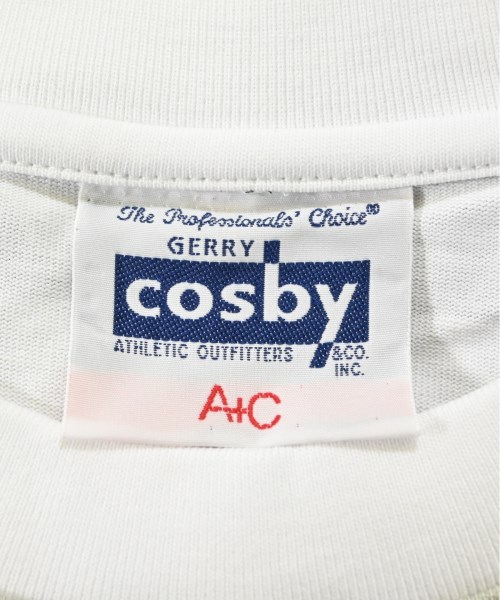 The Professionals' Choice®
GERRY
cosby
ATHLETIC OUTFITTERS &CO.
INC.
A+C